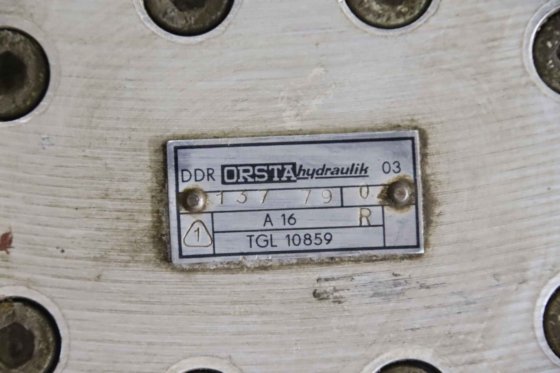 DDR ORSTA hydraulik 03
137 79 0
A 16 R
1 TGL 10859